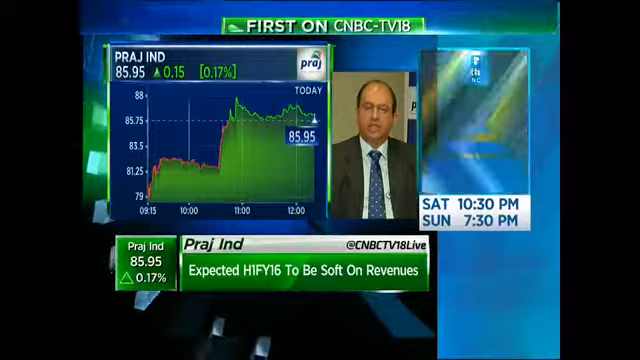 FIRST ON CNBC-TV18
PRAJ IND
85.95 ▲ 0.15 [0.17%]
praj
TODAY
88
85.75
83.5
81.25
79
85.95
09:15 10:00 11:00 12:00
SAT 10:30 PM
SUN 7:30 PM
Praj Ind
85.95
△ 0.17%
Praj Ind
@CNBCTV18Live
Expected H1FY16 To Be Soft On Revenues